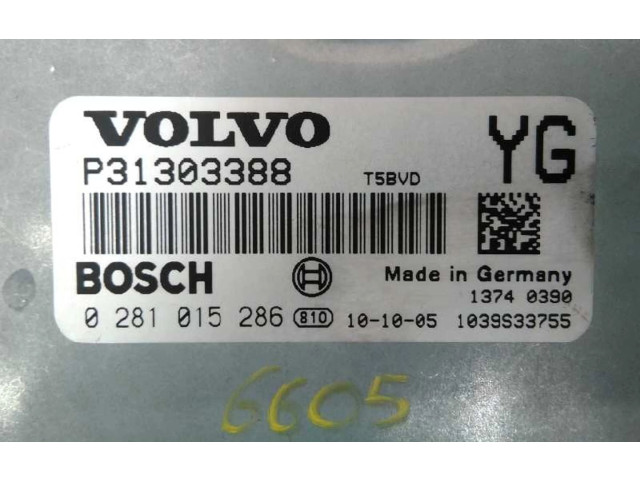 VOLVO YG
P31303388 T5BVD
BOSCH Made in Germany
1374 0390
0 281 015 286 810 10-10-05 1039S33755
6605